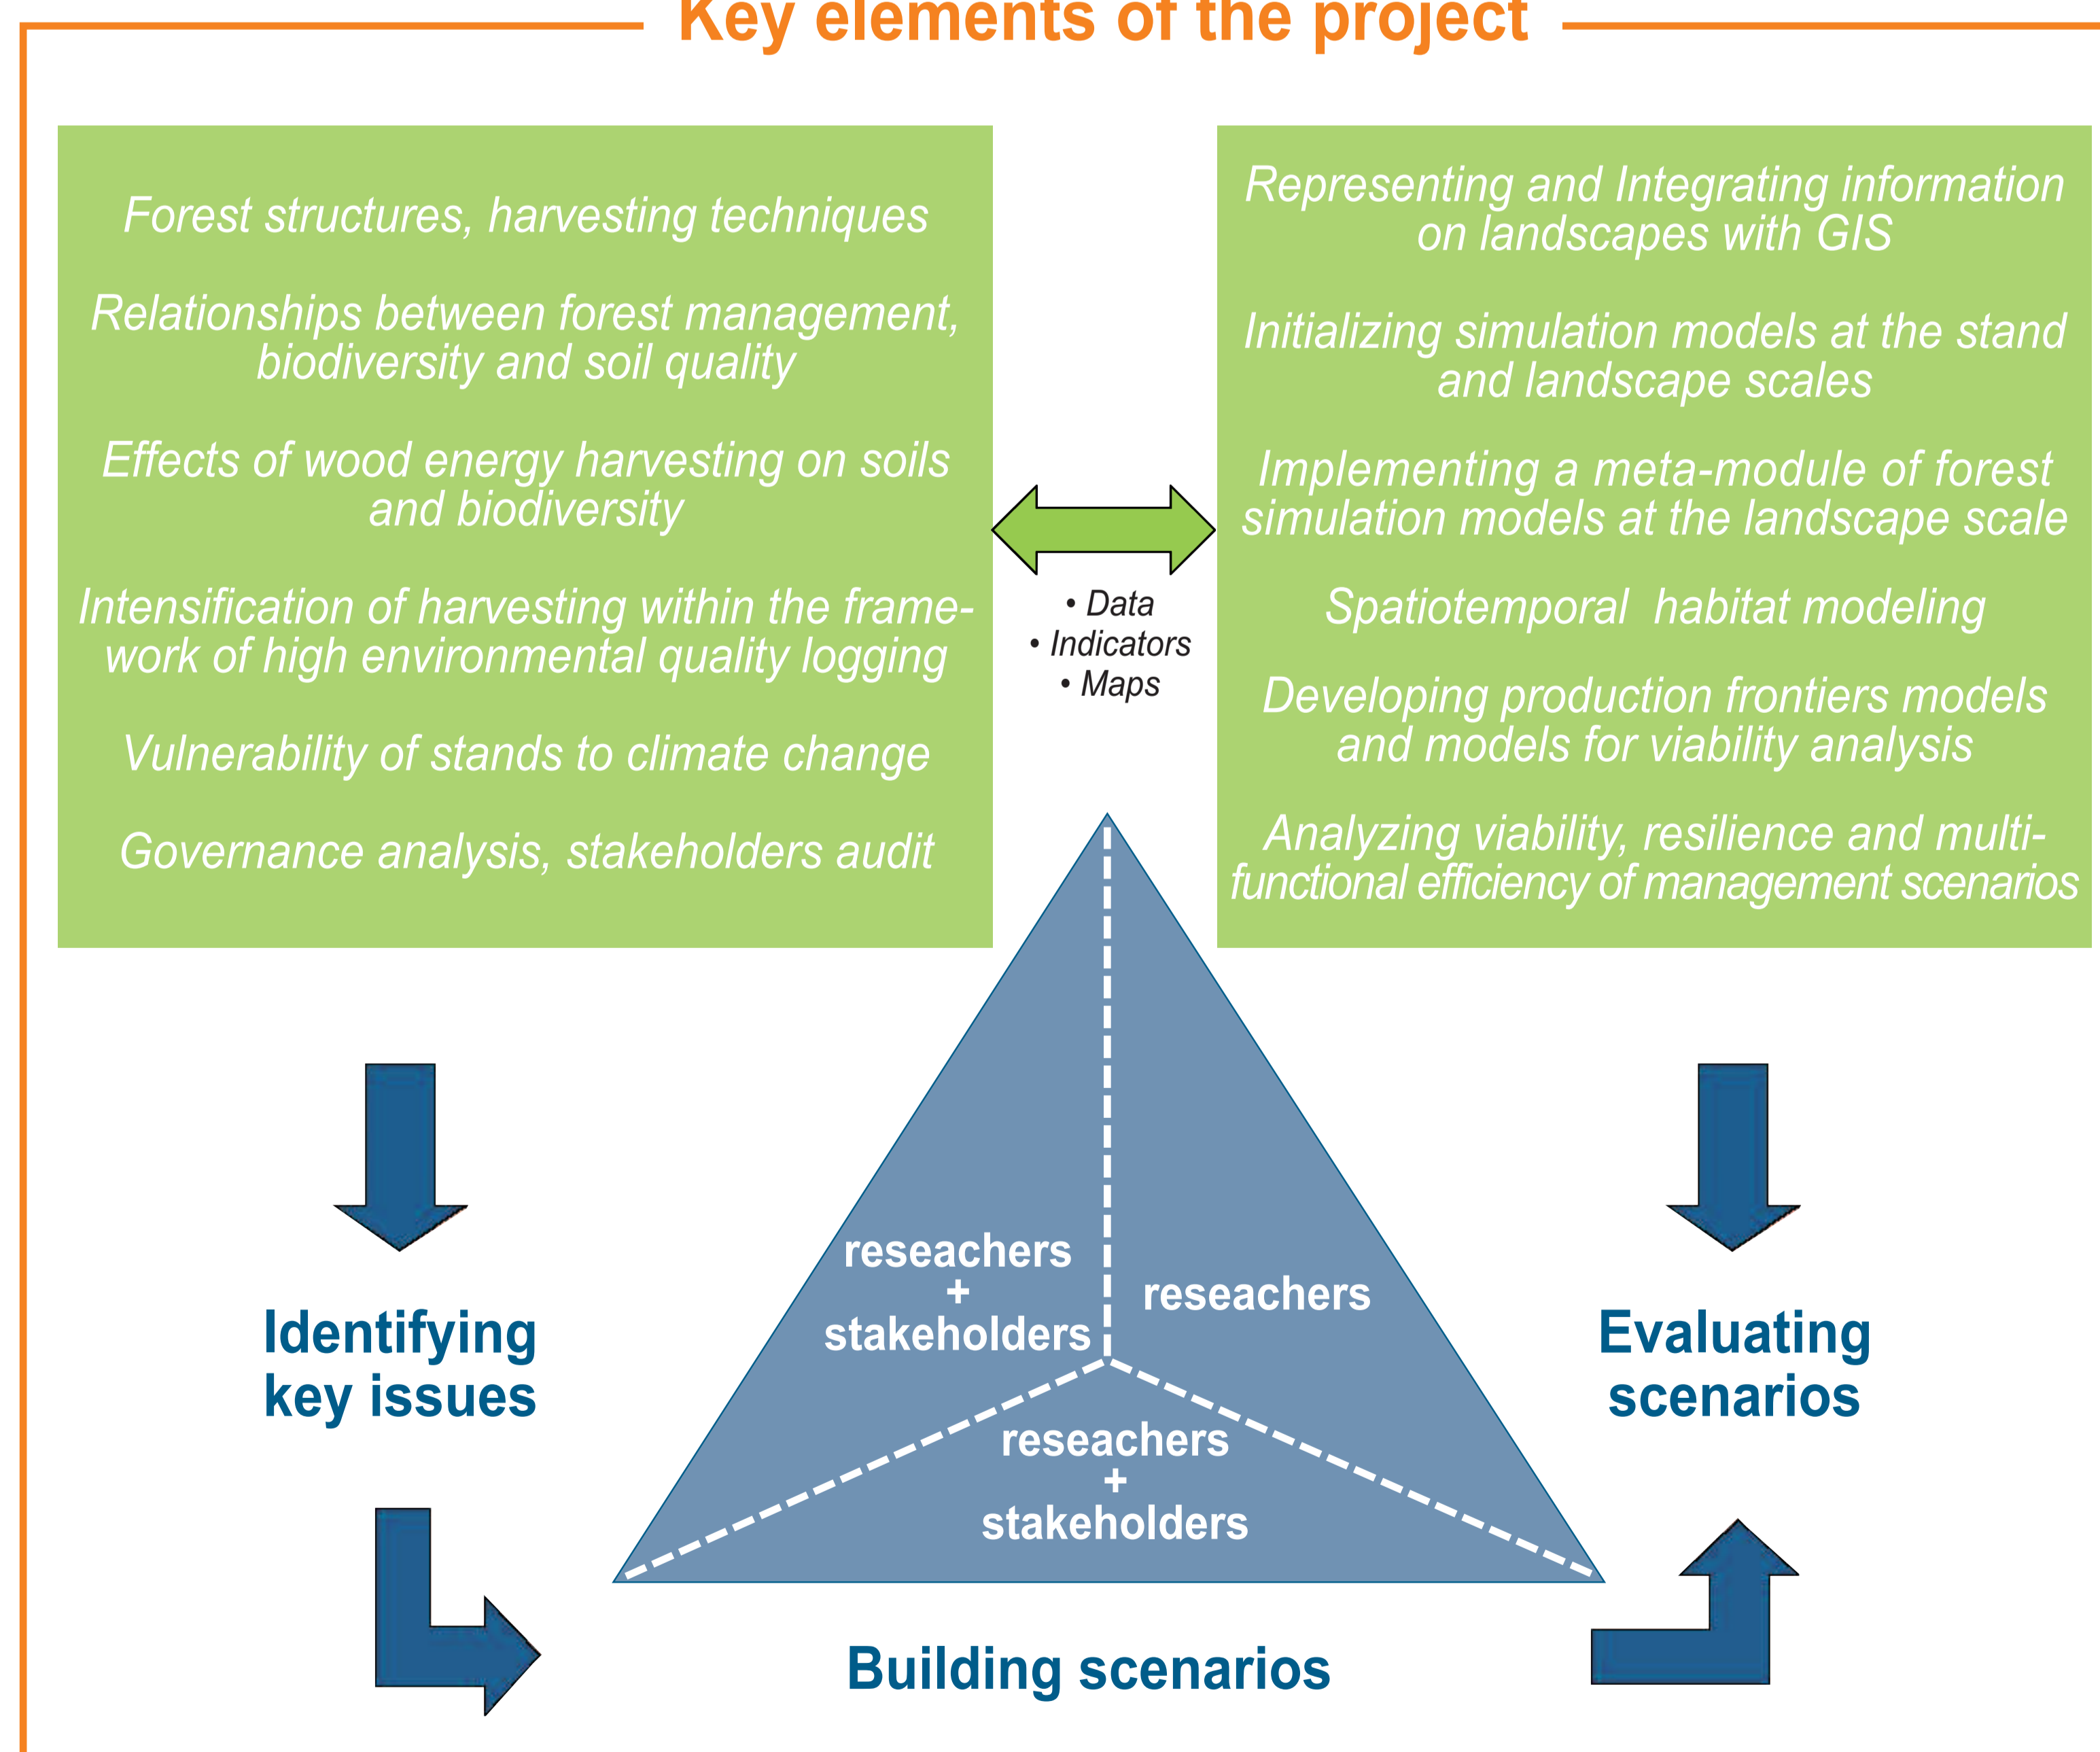 Key elements of the project
Forest structures, harvesting techniques
Relationships between forest management,
biodiversity and soil quality
Effects of wood energy harvesting on soils
and biodiversity
Intensification of harvesting within the frame-
work of high environmental quality logging
Vulnerability of stands to climate change
Governance analysis, stakeholders audit
• Data
• Indicators
• Maps
Representing and Integrating information
on landscapes with GIS
Initializing simulation models at the stand
and landscape scales
Implementing a meta-module of forest
simulation models at the landscape scale
Spatiotemporal habitat modeling
Developing production frontiers models
and models for viability analysis
Analyzing viability, resilience and multi-
functional efficiency of management scenarios
reseachers
+
stakeholders
reseachers
reseachers
+
stakeholders
Identifying
key issues
Evaluating
scenarios
Building scenarios